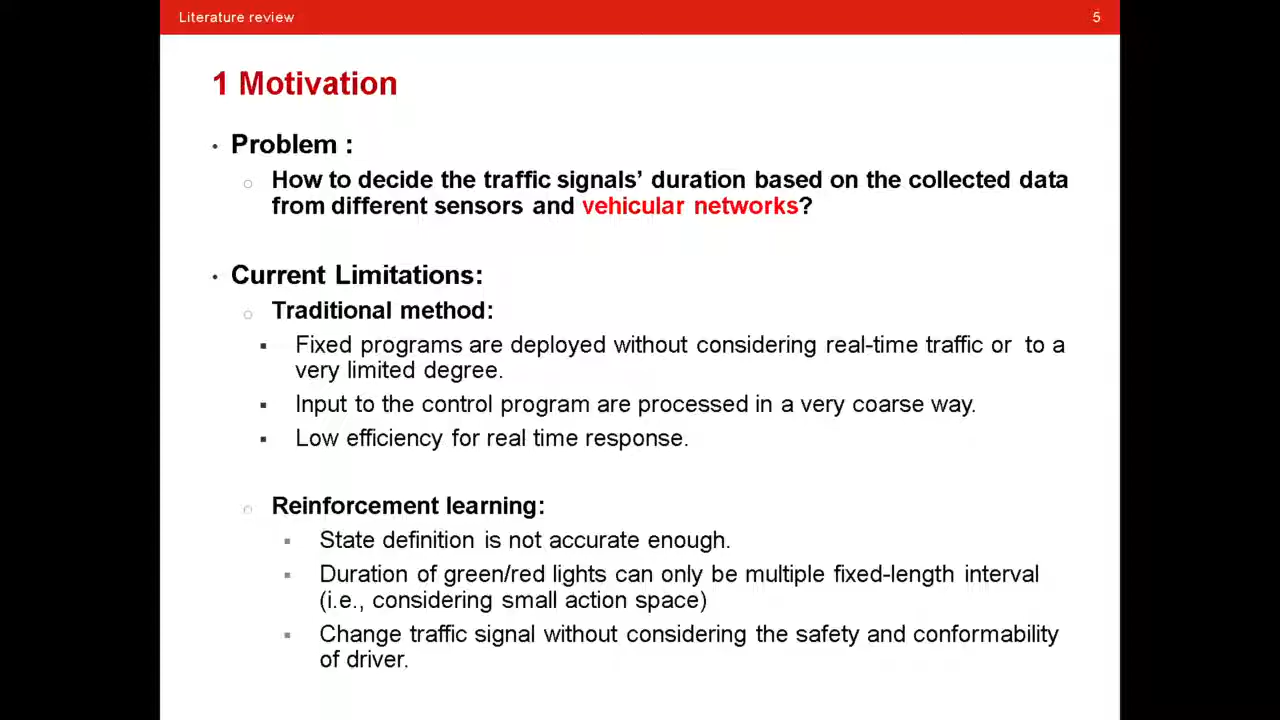 Literature review 5
1 Motivation
• Problem :
○ How to decide the traffic signals’ duration based on the collected data
from different sensors and vehicular networks?
• Current Limitations:
○ Traditional method:
▪ Fixed programs are deployed without considering real-time traffic or to a
very limited degree.
▪ Input to the control program are processed in a very coarse way.
▪ Low efficiency for real time response.
○ Reinforcement learning:
▪ State definition is not accurate enough.
▪ Duration of green/red lights can only be multiple fixed-length interval
(i.e., considering small action space)
▪ Change traffic signal without considering the safety and conformability
of driver.